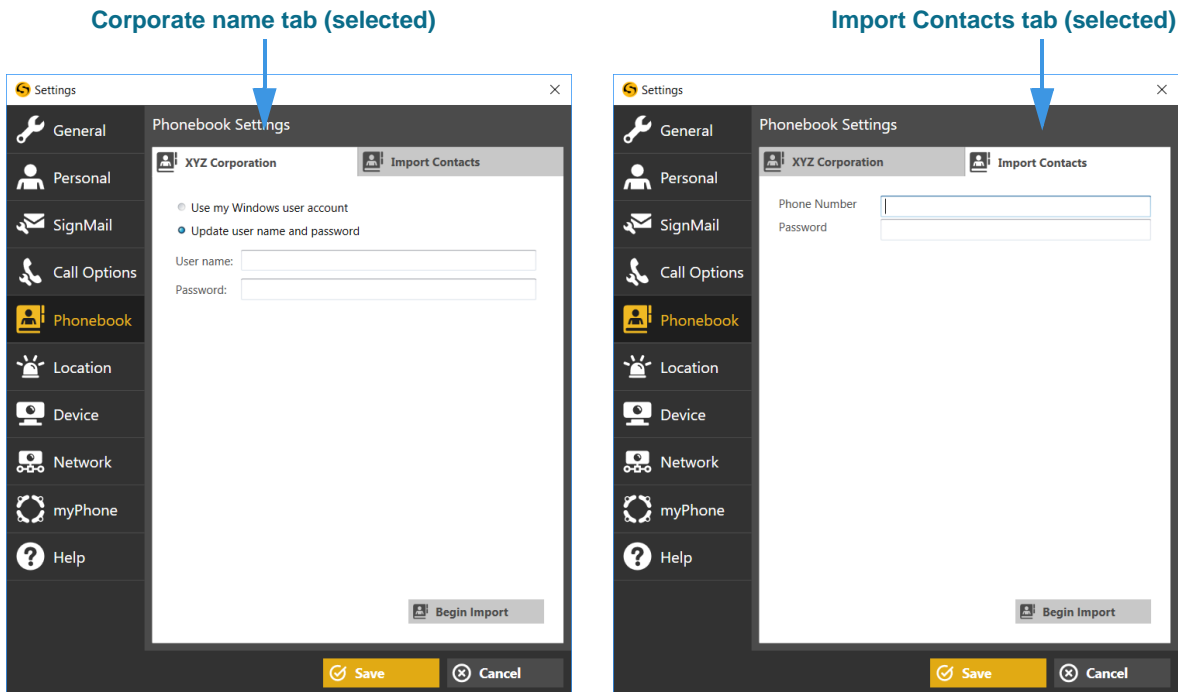 Corporate name tab (selected)
Import Contacts tab (selected)
Settings
General
Personal
SignMail
Call Options
Phonebook
Location
Device
Network
myPhone
Help
Phonebook Settings
XYZ Corporation
Import Contacts
Use my Windows user account
Update user name and password
User name:
Password:
Begin Import
Save
Cancel
Settings
General
Personal
SignMail
Call Options
Phonebook
Location
Device
Network
myPhone
Help
Phonebook Settings
XYZ Corporation
Import Contacts
Phone Number
Password
Begin Import
Save
Cancel